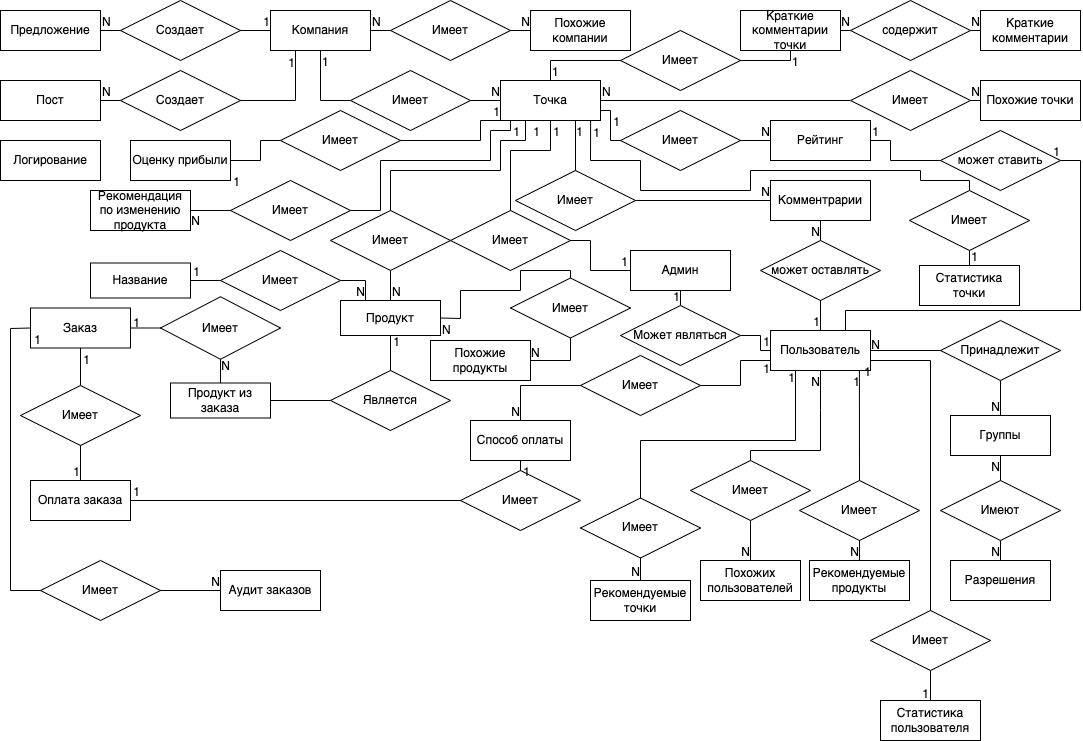 Предложение
N
Создает
1
Компания
N
Имеет
N
Похожие
компании
Краткие
комментарии
точки
N
содержит
N
Краткие
комментарии
1
1
1
Имеет
1
Пост
N
Создает
Имеет
N
Точка
N
Имеет
N
Похожие точки
Логирование
Оценку прибыли
1
Имеет
1
1
1
1
1
1
1
Имеет
N
Рейтинг
1
может ставить
1
Рекомендация
по изменению
продукта
N
Имеет
Имеет
N
Комментрарии
Имеет
1
Статистика
точки
Имеет
Имеет
1
Админ
1
N
может оставлять
1
Название
1
Имеет
N
N
Продукт
N
1
Имеет
N
Похожие
продукты
Может являться
1
Пользователь
N
Принадлежит
N
Группы
N
Имеют
N
Разрешения
Заказ
1
1
1
Имеет
N
Продукт из
заказа
Является
Имеет
1
N
Способ оплаты
1
Имеет
1
Оплата заказа
1
Имеет
1
N
1
1
Имеет
N
Рекомендуемые
точки
Имеет
N
Похожих
пользователей
Имеет
N
Рекомендуемые
продукты
Имеет
N
Аудит заказов
Имеет
1
Статистика
пользователя